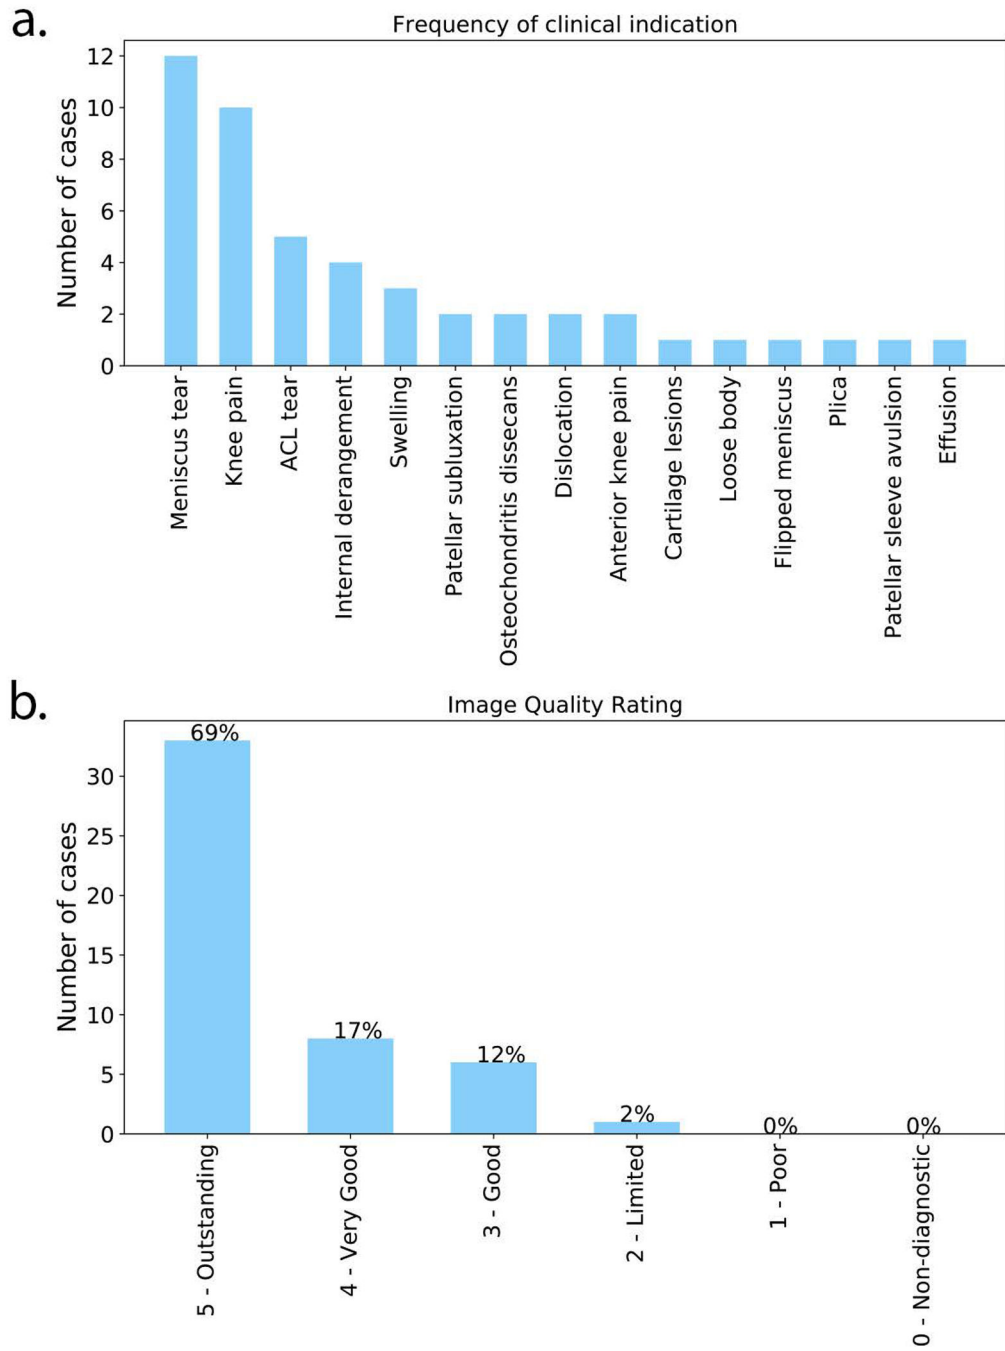 a.
Frequency of clinical indication
Number of cases
12
10
8
6
4
2
0
Meniscus tear
Knee pain
ACL tear
Internal derangement
Swelling
Patellar subluxation
Osteochondritis dissecans
Dislocation
Anterior knee pain
Cartilage lesions
Loose body
Flipped meniscus
Plica
Patellar sleeve avulsion
Effusion
b.
Image Quality Rating
Number of cases
30
25
20
15
10
5
0
69%
17%
12%
2%
0%
0%
5 - Outstanding
4 - Very Good
3 - Good
2 - Limited
1 - Poor
0 - Non-diagnostic